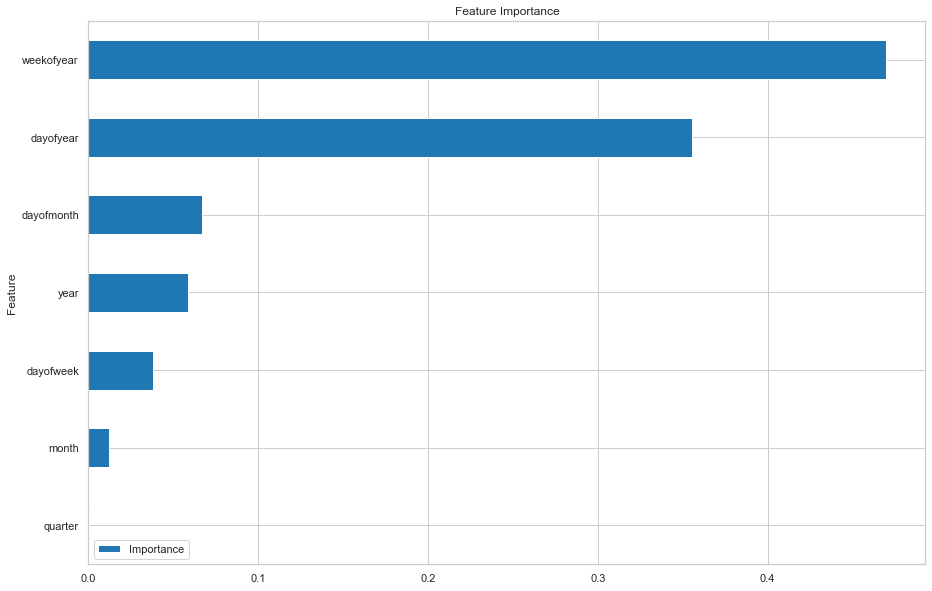 Feature Importance
Feature
weekofyear
dayofyear
dayofmonth
year
dayofweek
month
quarter
Importance
0.0 0.1 0.2 0.3 0.4